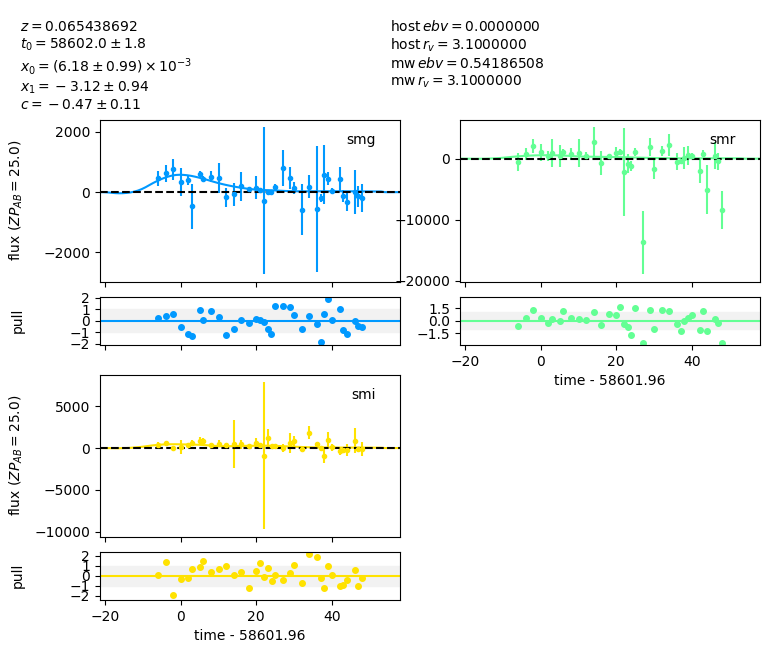 z = 0.065438692
t₀ = 58602.0 ± 1.8
x₀ = (6.18 ± 0.99) × 10⁻³
x₁ = −3.12 ± 0.94
c = −0.47 ± 0.11
host ebv = 0.0000000
host r_v = 3.1000000
mw ebv = 0.54186508
mw r_v = 3.1000000
smg
flux (ZP_AB = 25.0)
2000
0
−2000
smr
0
−10000
−20000
pull
2
1
0
−1
−2
1.5
0.0
−1.5
−20 0 20 40
time - 58601.96
smi
flux (ZP_AB = 25.0)
5000
0
−5000
−10000
pull
2
1
0
−1
−2
−20 0 20 40
time - 58601.96